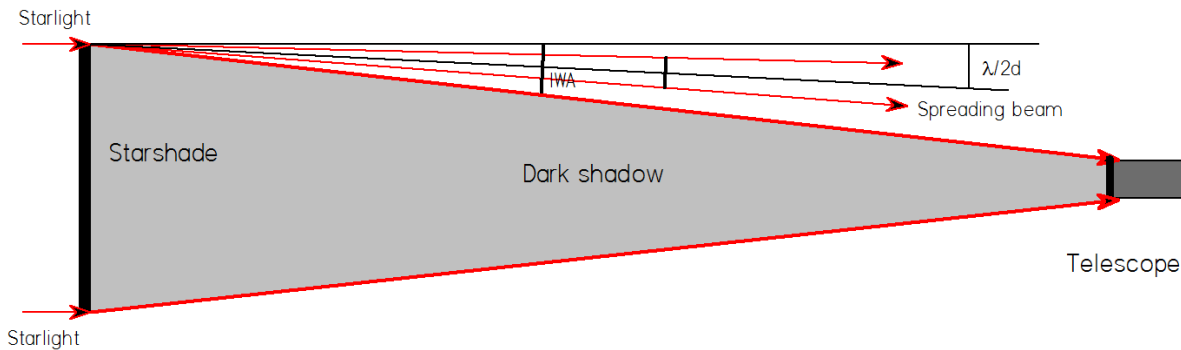 Starlight
λ/2d
IWA
Spreading beam
Starshade
Dark shadow
Telescope
Starlight